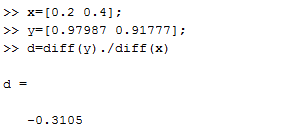 >> x=[0.2 0.4];
>> y=[0.97987 0.91777];
>> d=diff(y)./diff(x)
d =
-0.3105